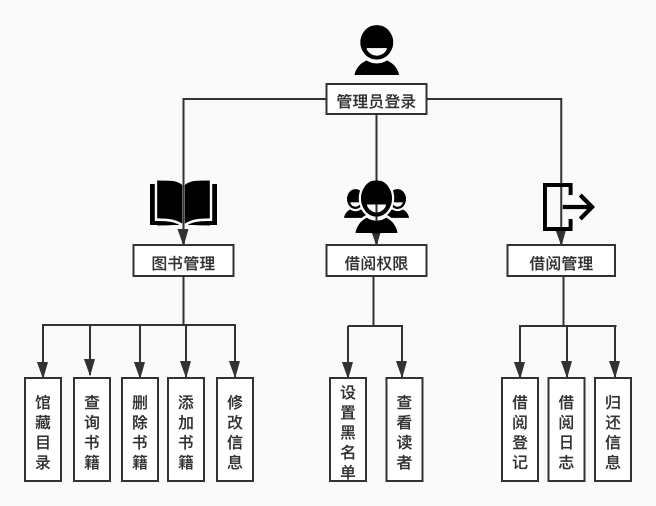 管理员登录
图书管理
借阅权限
借阅管理
馆藏目录
查询书籍
删除书籍
添加书籍
修改信息
设置黑名单
查看读者
借阅登记
借阅日志
归还信息